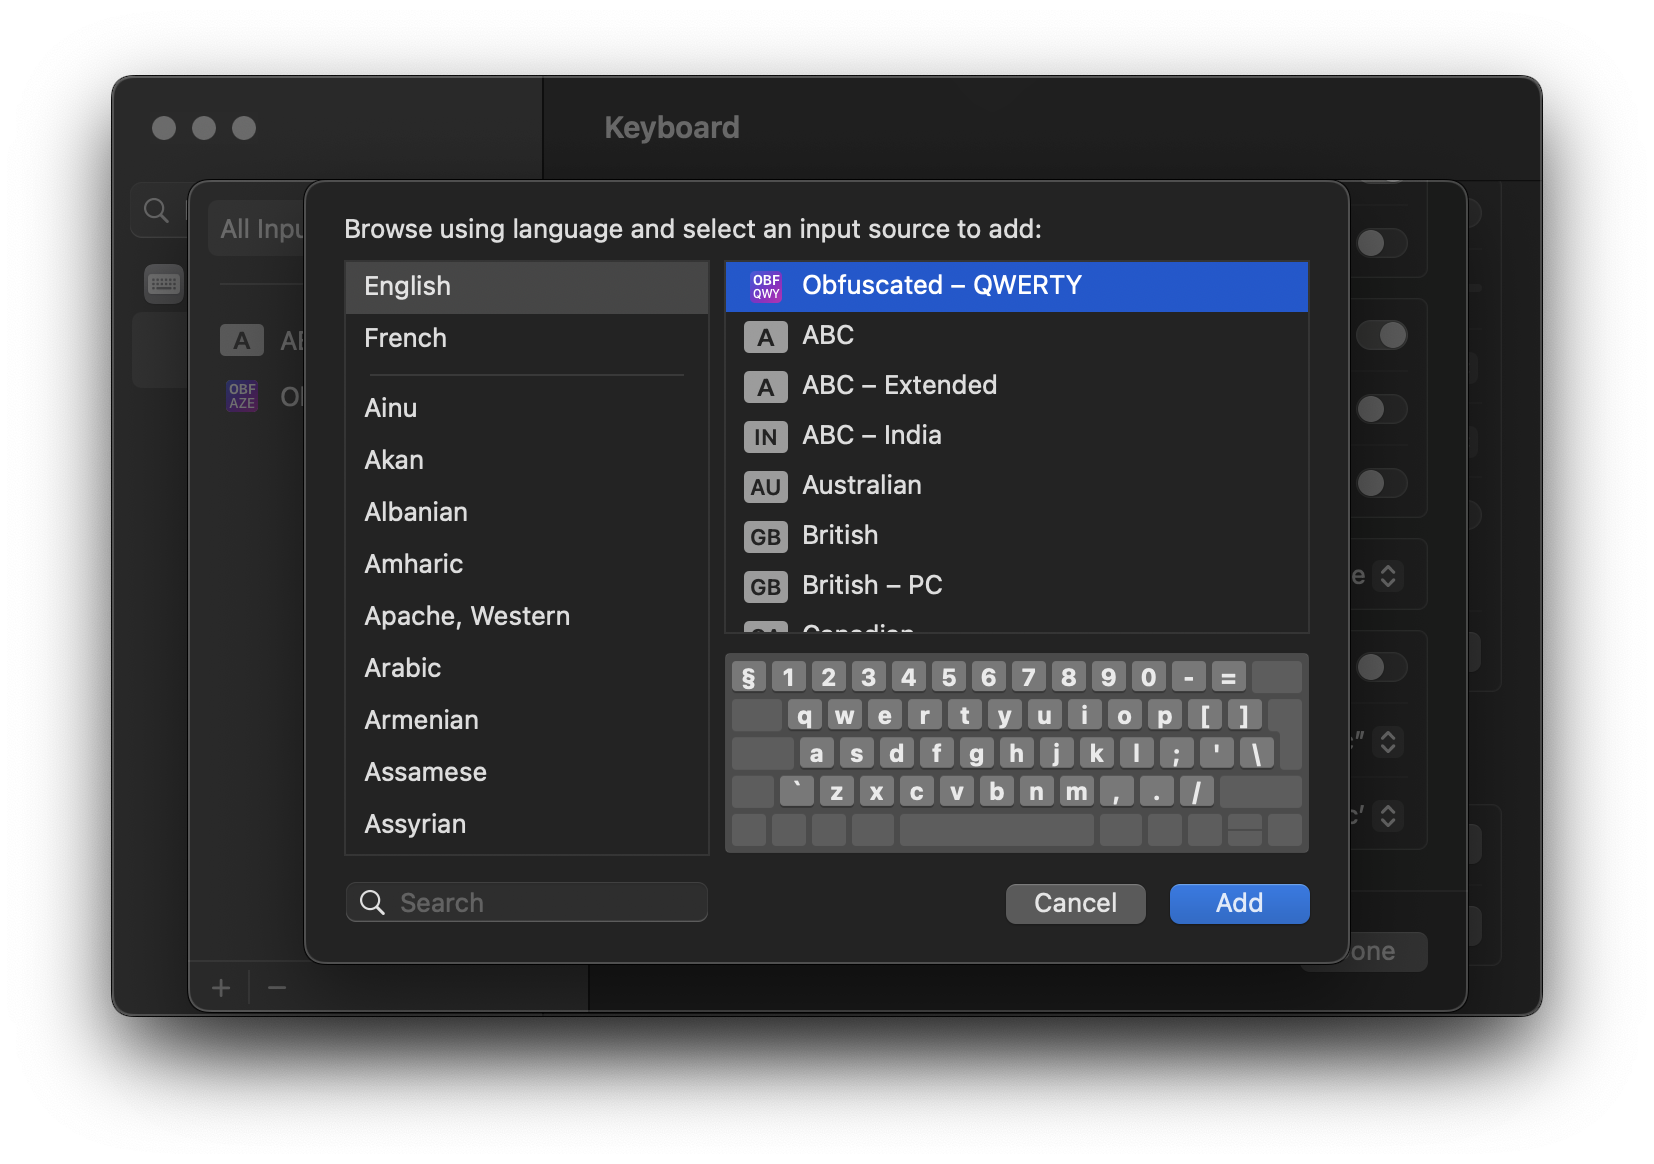 Keyboard
All Inpu
A
OBF
AZE
Browse using language and select an input source to add:
English
French
Ainu
Akan
Albanian
Amharic
Apache, Western
Arabic
Armenian
Assamese
Assyrian
OBF
QWY
Obfuscated – QWERTY
A ABC
A ABC – Extended
IN ABC – India
AU Australian
GB British
GB British – PC
Canadian
§ 1 2 3 4 5 6 7 8 9 0 - =
q w e r t y u i o p [ ]
a s d f g h j k l ; ' \
` z x c v b n m , . /
Search
Cancel
Add
one
+
−